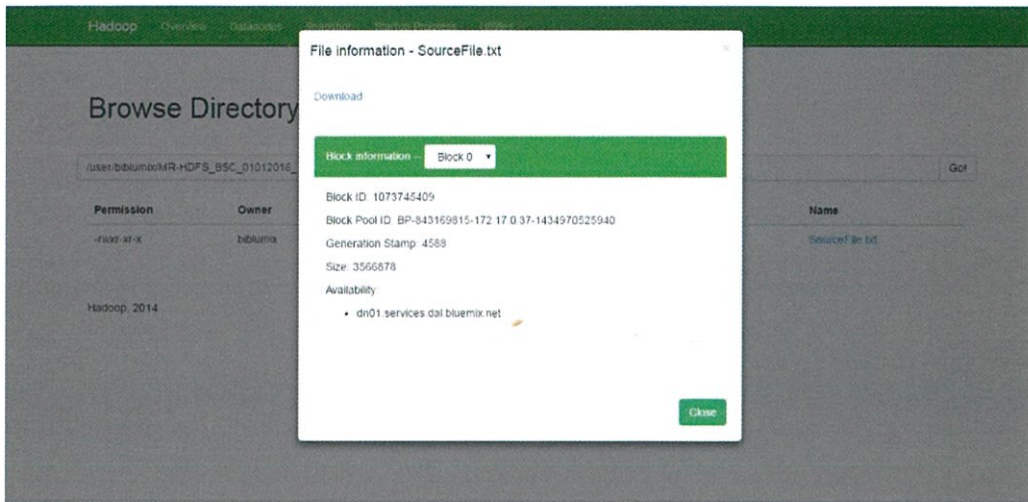 Hadoop Overview Datanodes Snapshot Startup Progress Utilities
File information - SourceFile.txt
×
Download
Browse Directory
Block information -- Block 0
/user/biblumix/MR-HDFS_BSC_01012016_
Go!
Permission Owner Name
-rwxr-xr-x biblumix SourceFile.txt
Block ID: 1073745409
Block Pool ID: BP-843169815-172.17.0.37-1434970525940
Generation Stamp: 4588
Size: 3566878
Availability:
• dn01.services.dal.bluemix.net
Hadoop, 2014.
Close